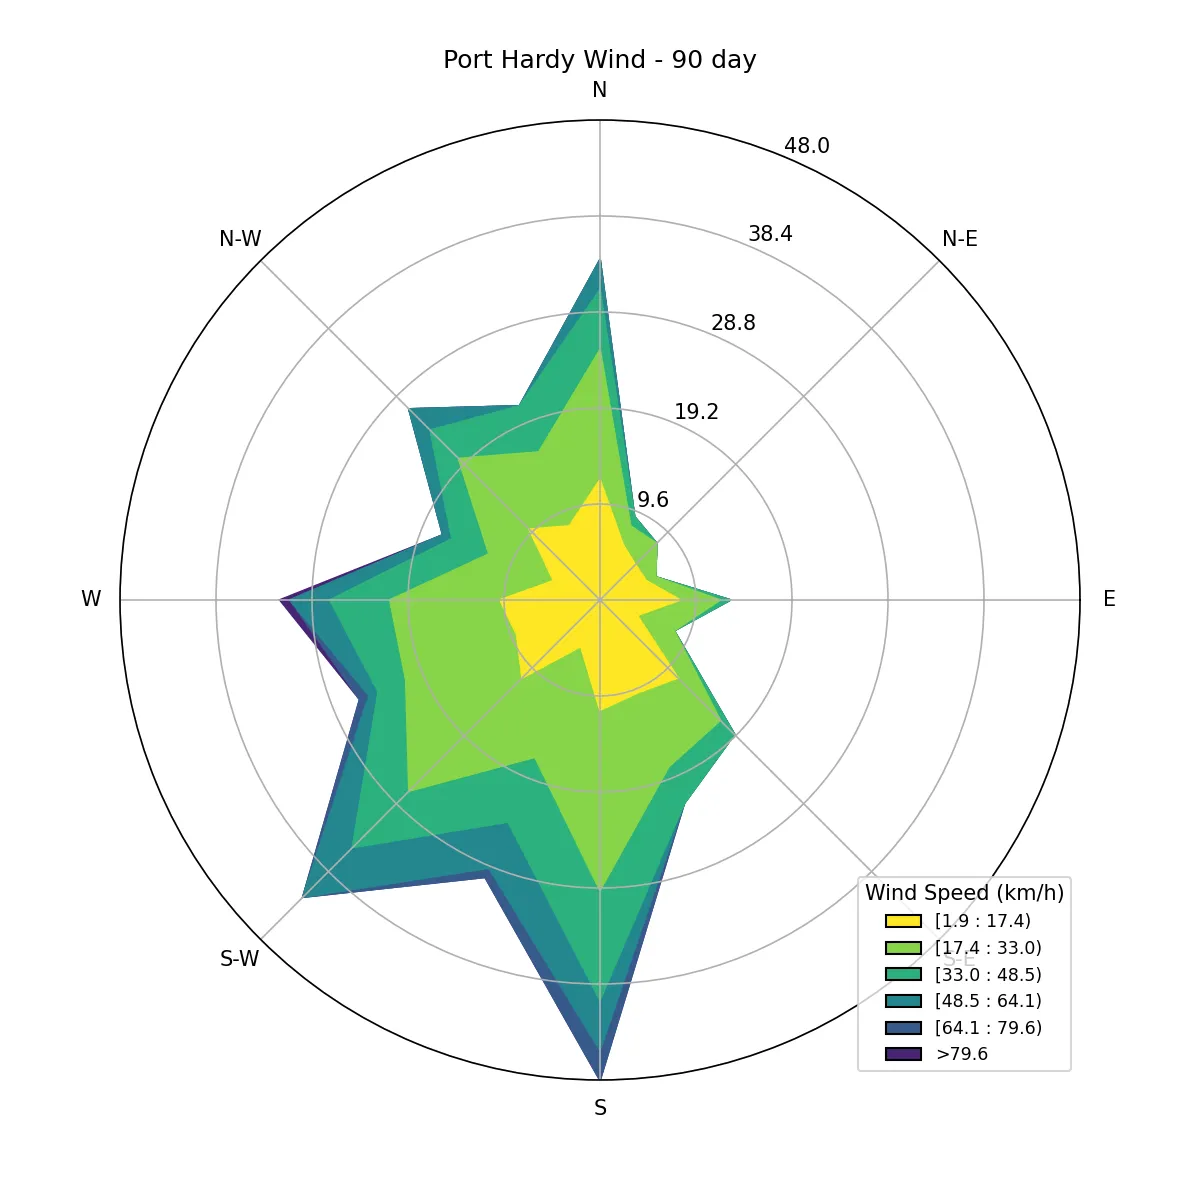 Port Hardy Wind - 90 day
N
48.0
N-W
38.4
N-E
28.8
19.2
9.6
W
E
Wind Speed (km/h)
[1.9 : 17.4)
[17.4 : 33.0)
S-W
S-E
[33.0 : 48.5)
[48.5 : 64.1)
[64.1 : 79.6)
>79.6
S